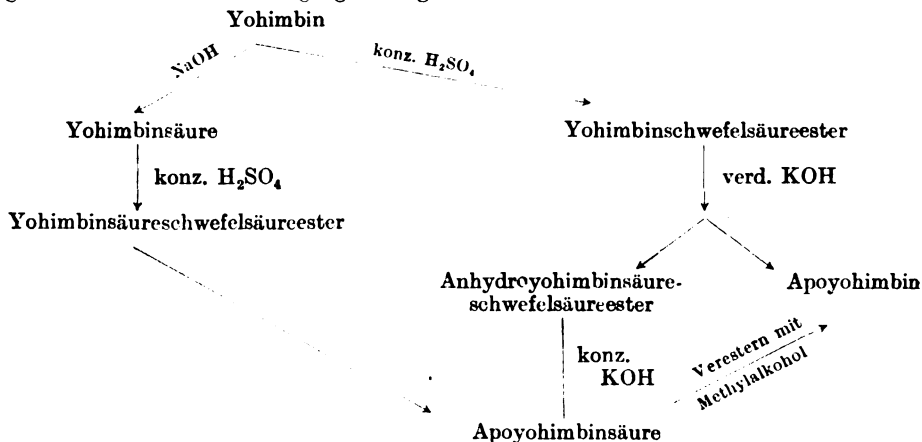 Yohimbin
NaOH
konz. H₂SO₄
Yohimbinsäure
Yohimbinschwefelsäureester
konz. H₂SO₄
verd. KOH
Yohimbinsäureschwefelsäureester
Anhydroyohimbinsäure-
schwefelsäureester
Apoyohimbin
konz.
KOH
Verestern mit
Methylalkohol
Apoyohimbinsäure